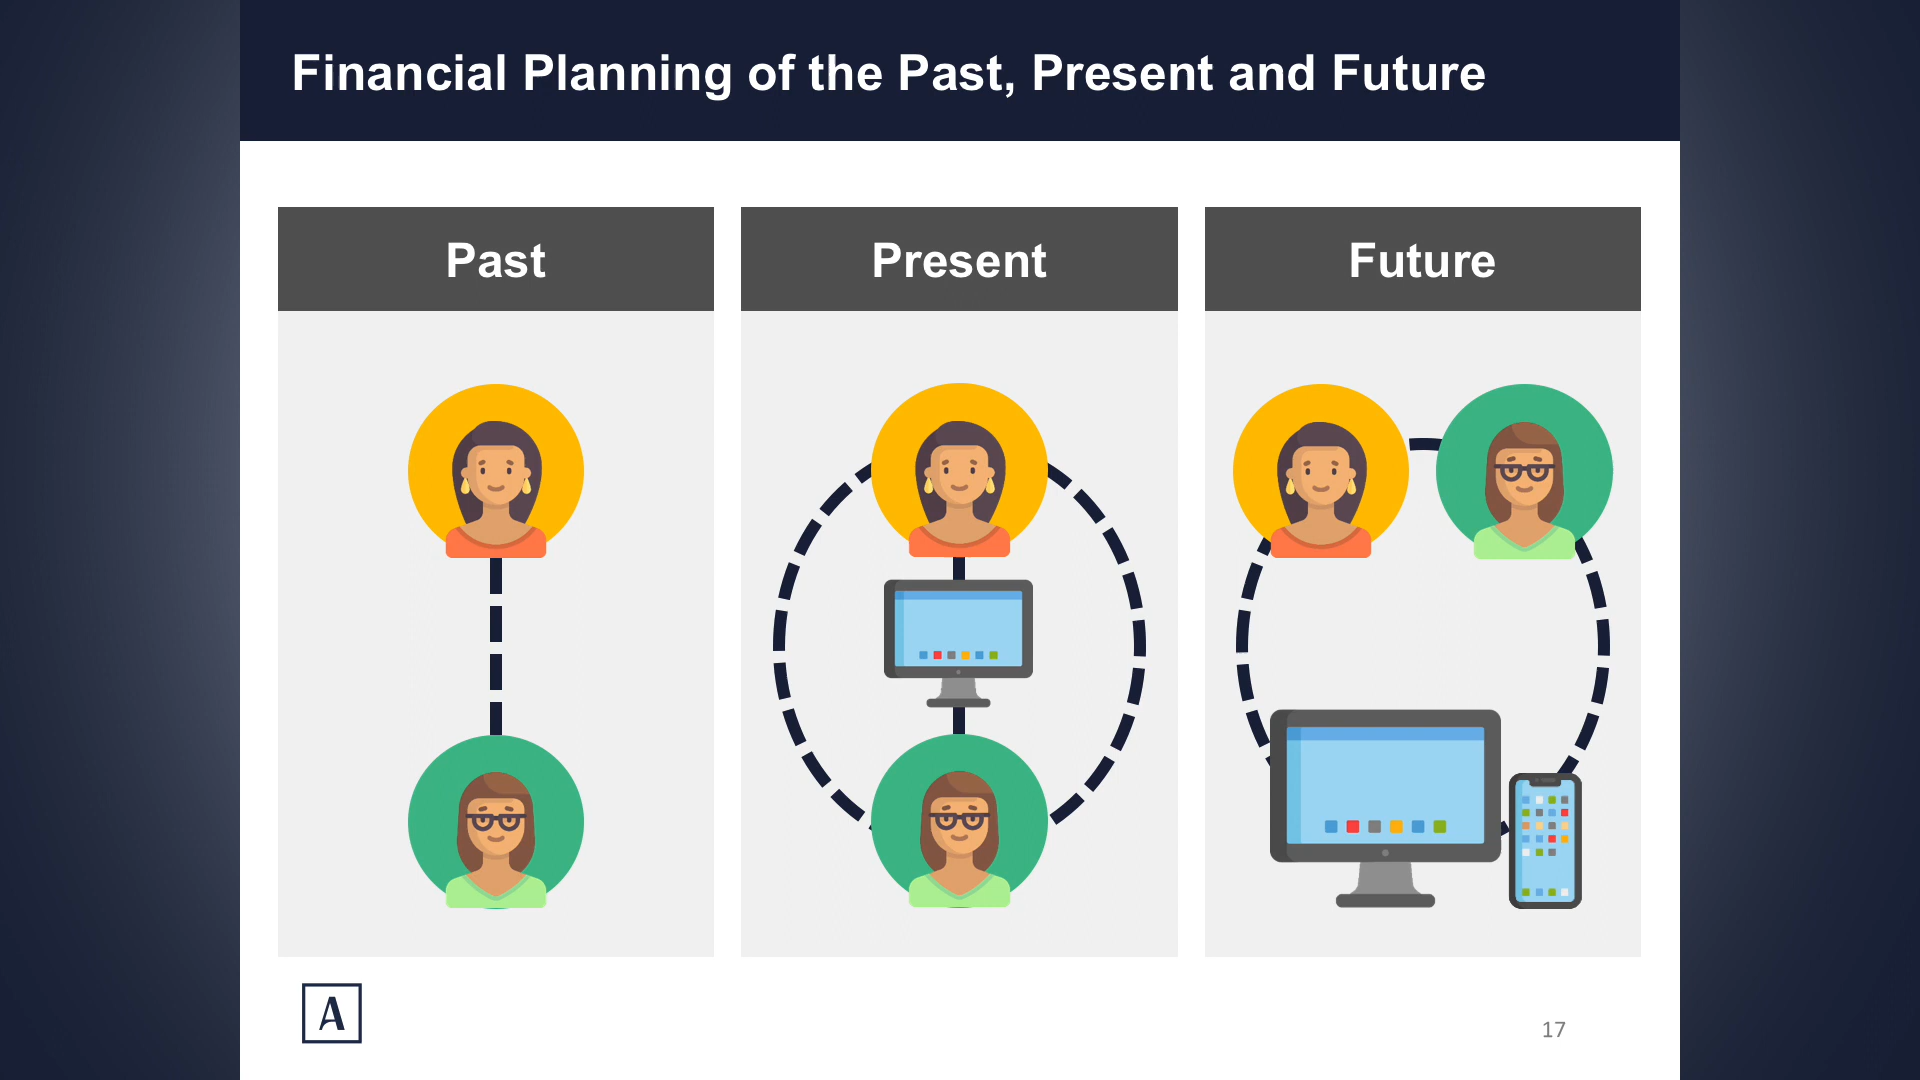 Financial Planning of the Past, Present and Future
Past
Present
Future
A
17